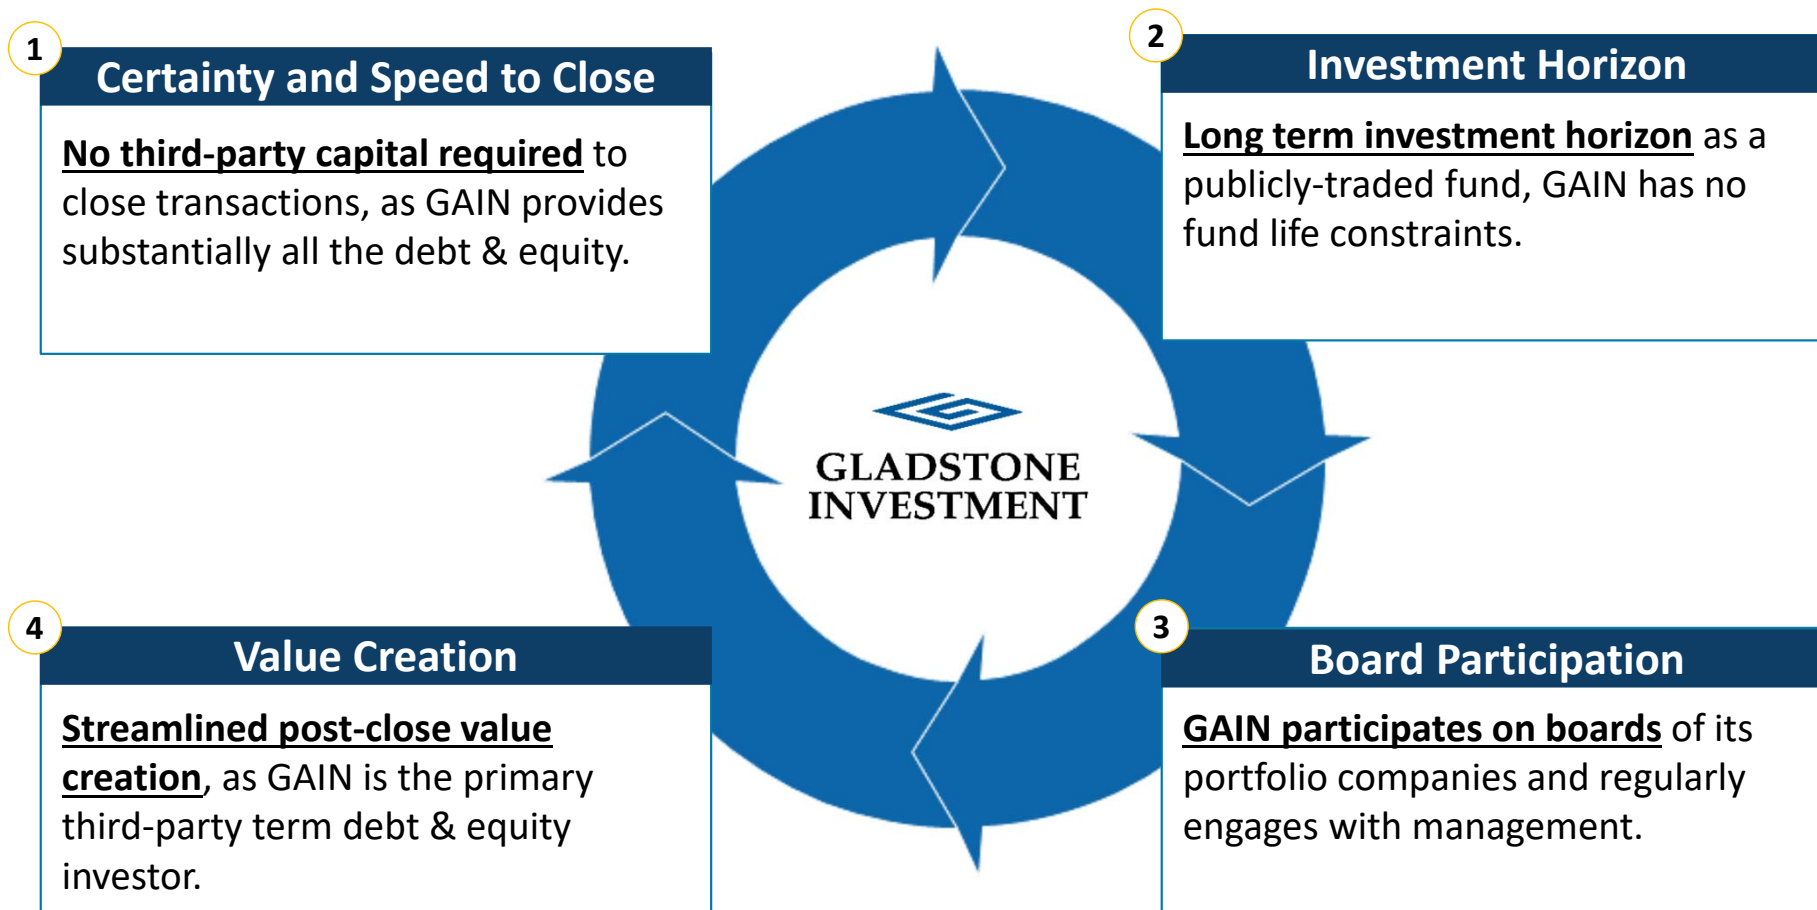 1
Certainty and Speed to Close
No third-party capital required to
close transactions, as GAIN provides
substantially all the debt & equity.
2
Investment Horizon
Long term investment horizon as a
publicly-traded fund, GAIN has no
fund life constraints.
GLADSTONE
INVESTMENT
3
Board Participation
GAIN participates on boards of its
portfolio companies and regularly
engages with management.
4
Value Creation
Streamlined post-close value
creation, as GAIN is the primary
third-party term debt & equity
investor.